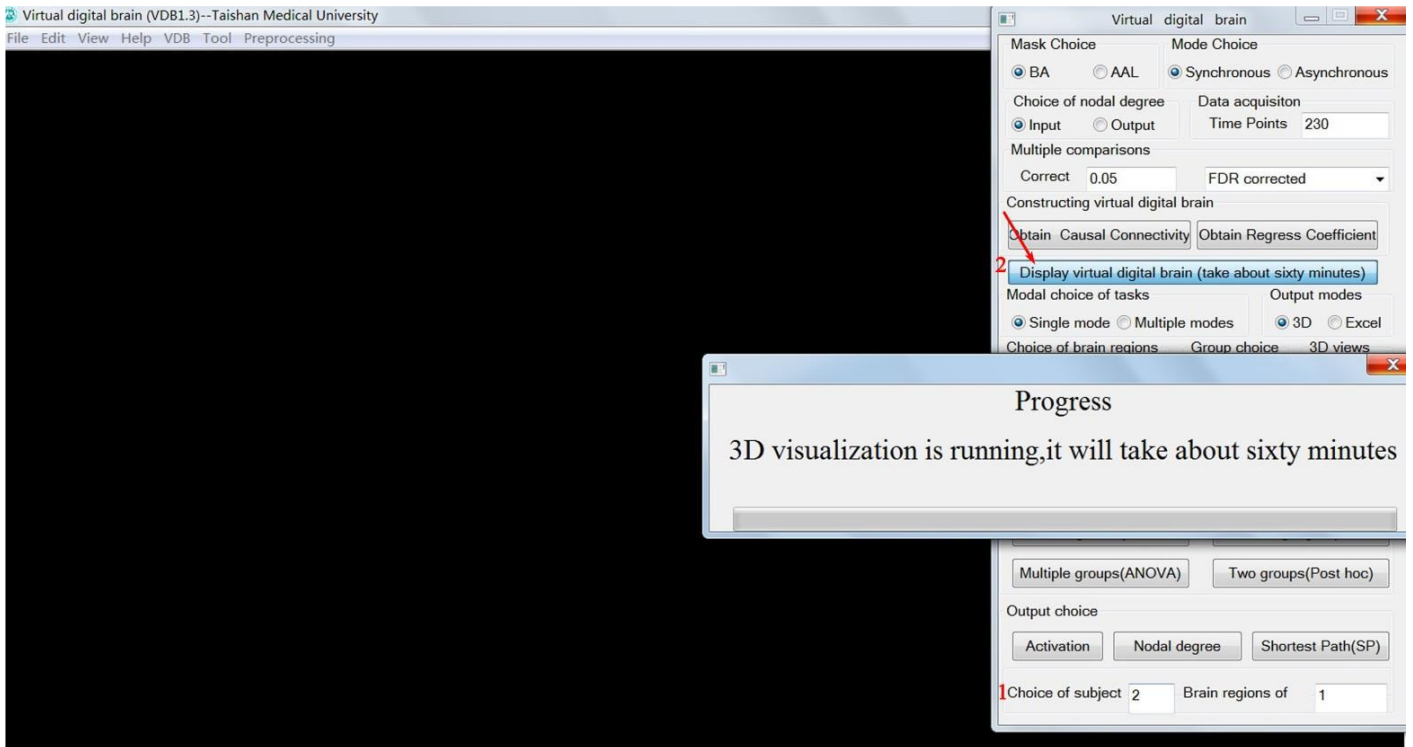 Virtual digital brain (VDB1.3)--Taishan Medical University
File Edit View Help VDB Tool Preprocessing
Virtual digital brain
Mask Choice Mode Choice
BA AAL Synchronous Asynchronous
Choice of nodal degree Data acquisiton
Input Output Time Points 230
Multiple comparisons
Correct 0.05 FDR corrected
Constructing virtual digital brain
Obtain Causal Connectivity Obtain Regress Coefficient
2 Display virtual digital brain (take about sixty minutes)
Modal choice of tasks Output modes
Single mode Multiple modes 3D Excel
Choice of brain regions Group choice 3D views
Progress
3D visualization is running,it will take about sixty minutes
Multiple groups(ANOVA) Two groups(Post hoc)
Output choice
Activation Nodal degree Shortest Path(SP)
1 Choice of subject 2 Brain regions of 1